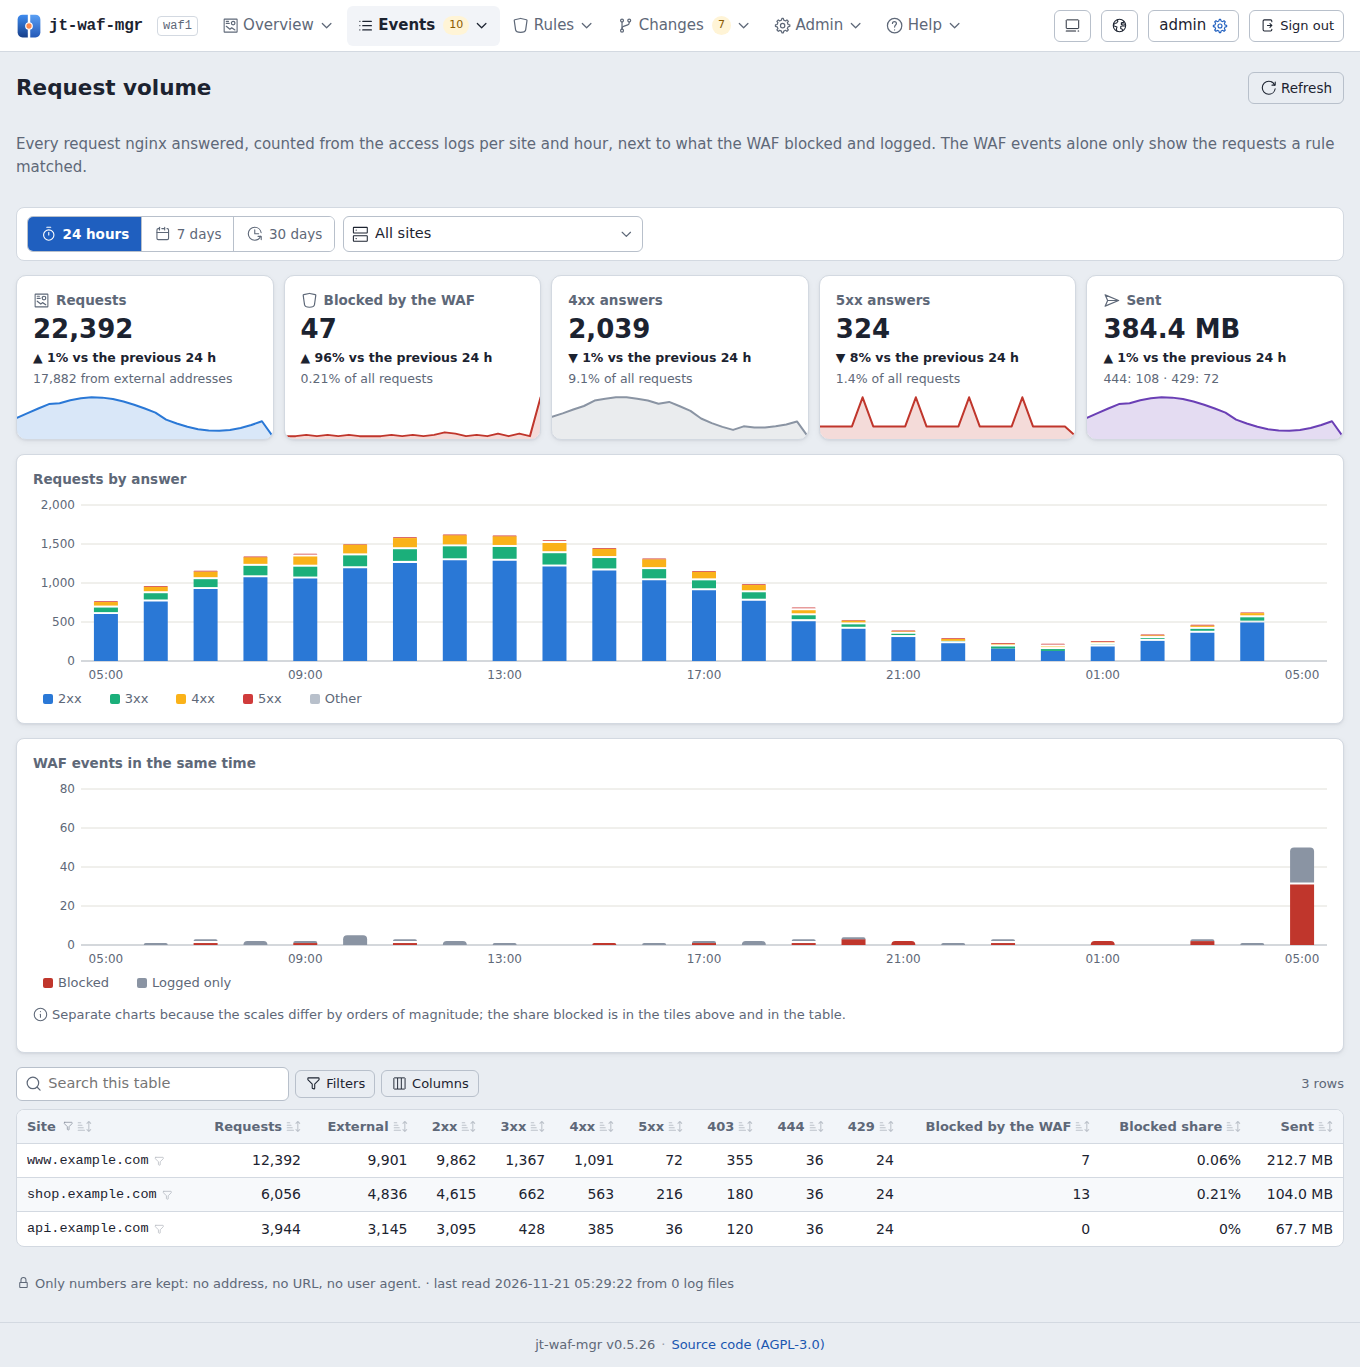 jt-waf-mgr waf1 Overview Events 10 Rules Changes 7 Admin Help admin Sign out
Request volume Refresh
Every request nginx answered, counted from the access logs per site and hour, next to what the WAF blocked and logged. The WAF events alone only show the requests a rule
matched.
24 hours 7 days 30 days All sites
Requests
22,392
▲ 1% vs the previous 24 h
17,882 from external addresses
Blocked by the WAF
47
▲ 96% vs the previous 24 h
0.21% of all requests
4xx answers
2,039
▼ 1% vs the previous 24 h
9.1% of all requests
5xx answers
324
▼ 8% vs the previous 24 h
1.4% of all requests
Sent
384.4 MB
▲ 1% vs the previous 24 h
444: 108 · 429: 72
Requests by answer
2,000
1,500
1,000
500
0
05:00 09:00 13:00 17:00 21:00 01:00 05:00
2xx 3xx 4xx 5xx Other
WAF events in the same time
80
60
40
20
0
05:00 09:00 13:00 17:00 21:00 01:00 05:00
Blocked Logged only
Separate charts because the scales differ by orders of magnitude; the share blocked is in the tiles above and in the table.
Search this table Filters Columns 3 rows
Site Requests External 2xx 3xx 4xx 5xx 403 444 429 Blocked by the WAF Blocked share Sent
www.example.com 12,392 9,901 9,862 1,367 1,091 72 355 36 24 7 0.06% 212.7 MB
shop.example.com 6,056 4,836 4,615 662 563 216 180 36 24 13 0.21% 104.0 MB
api.example.com 3,944 3,145 3,095 428 385 36 120 36 24 0 0% 67.7 MB
Only numbers are kept: no address, no URL, no user agent. · last read 2026-11-21 05:29:22 from 0 log files
jt-waf-mgr v0.5.26 · Source code (AGPL-3.0)